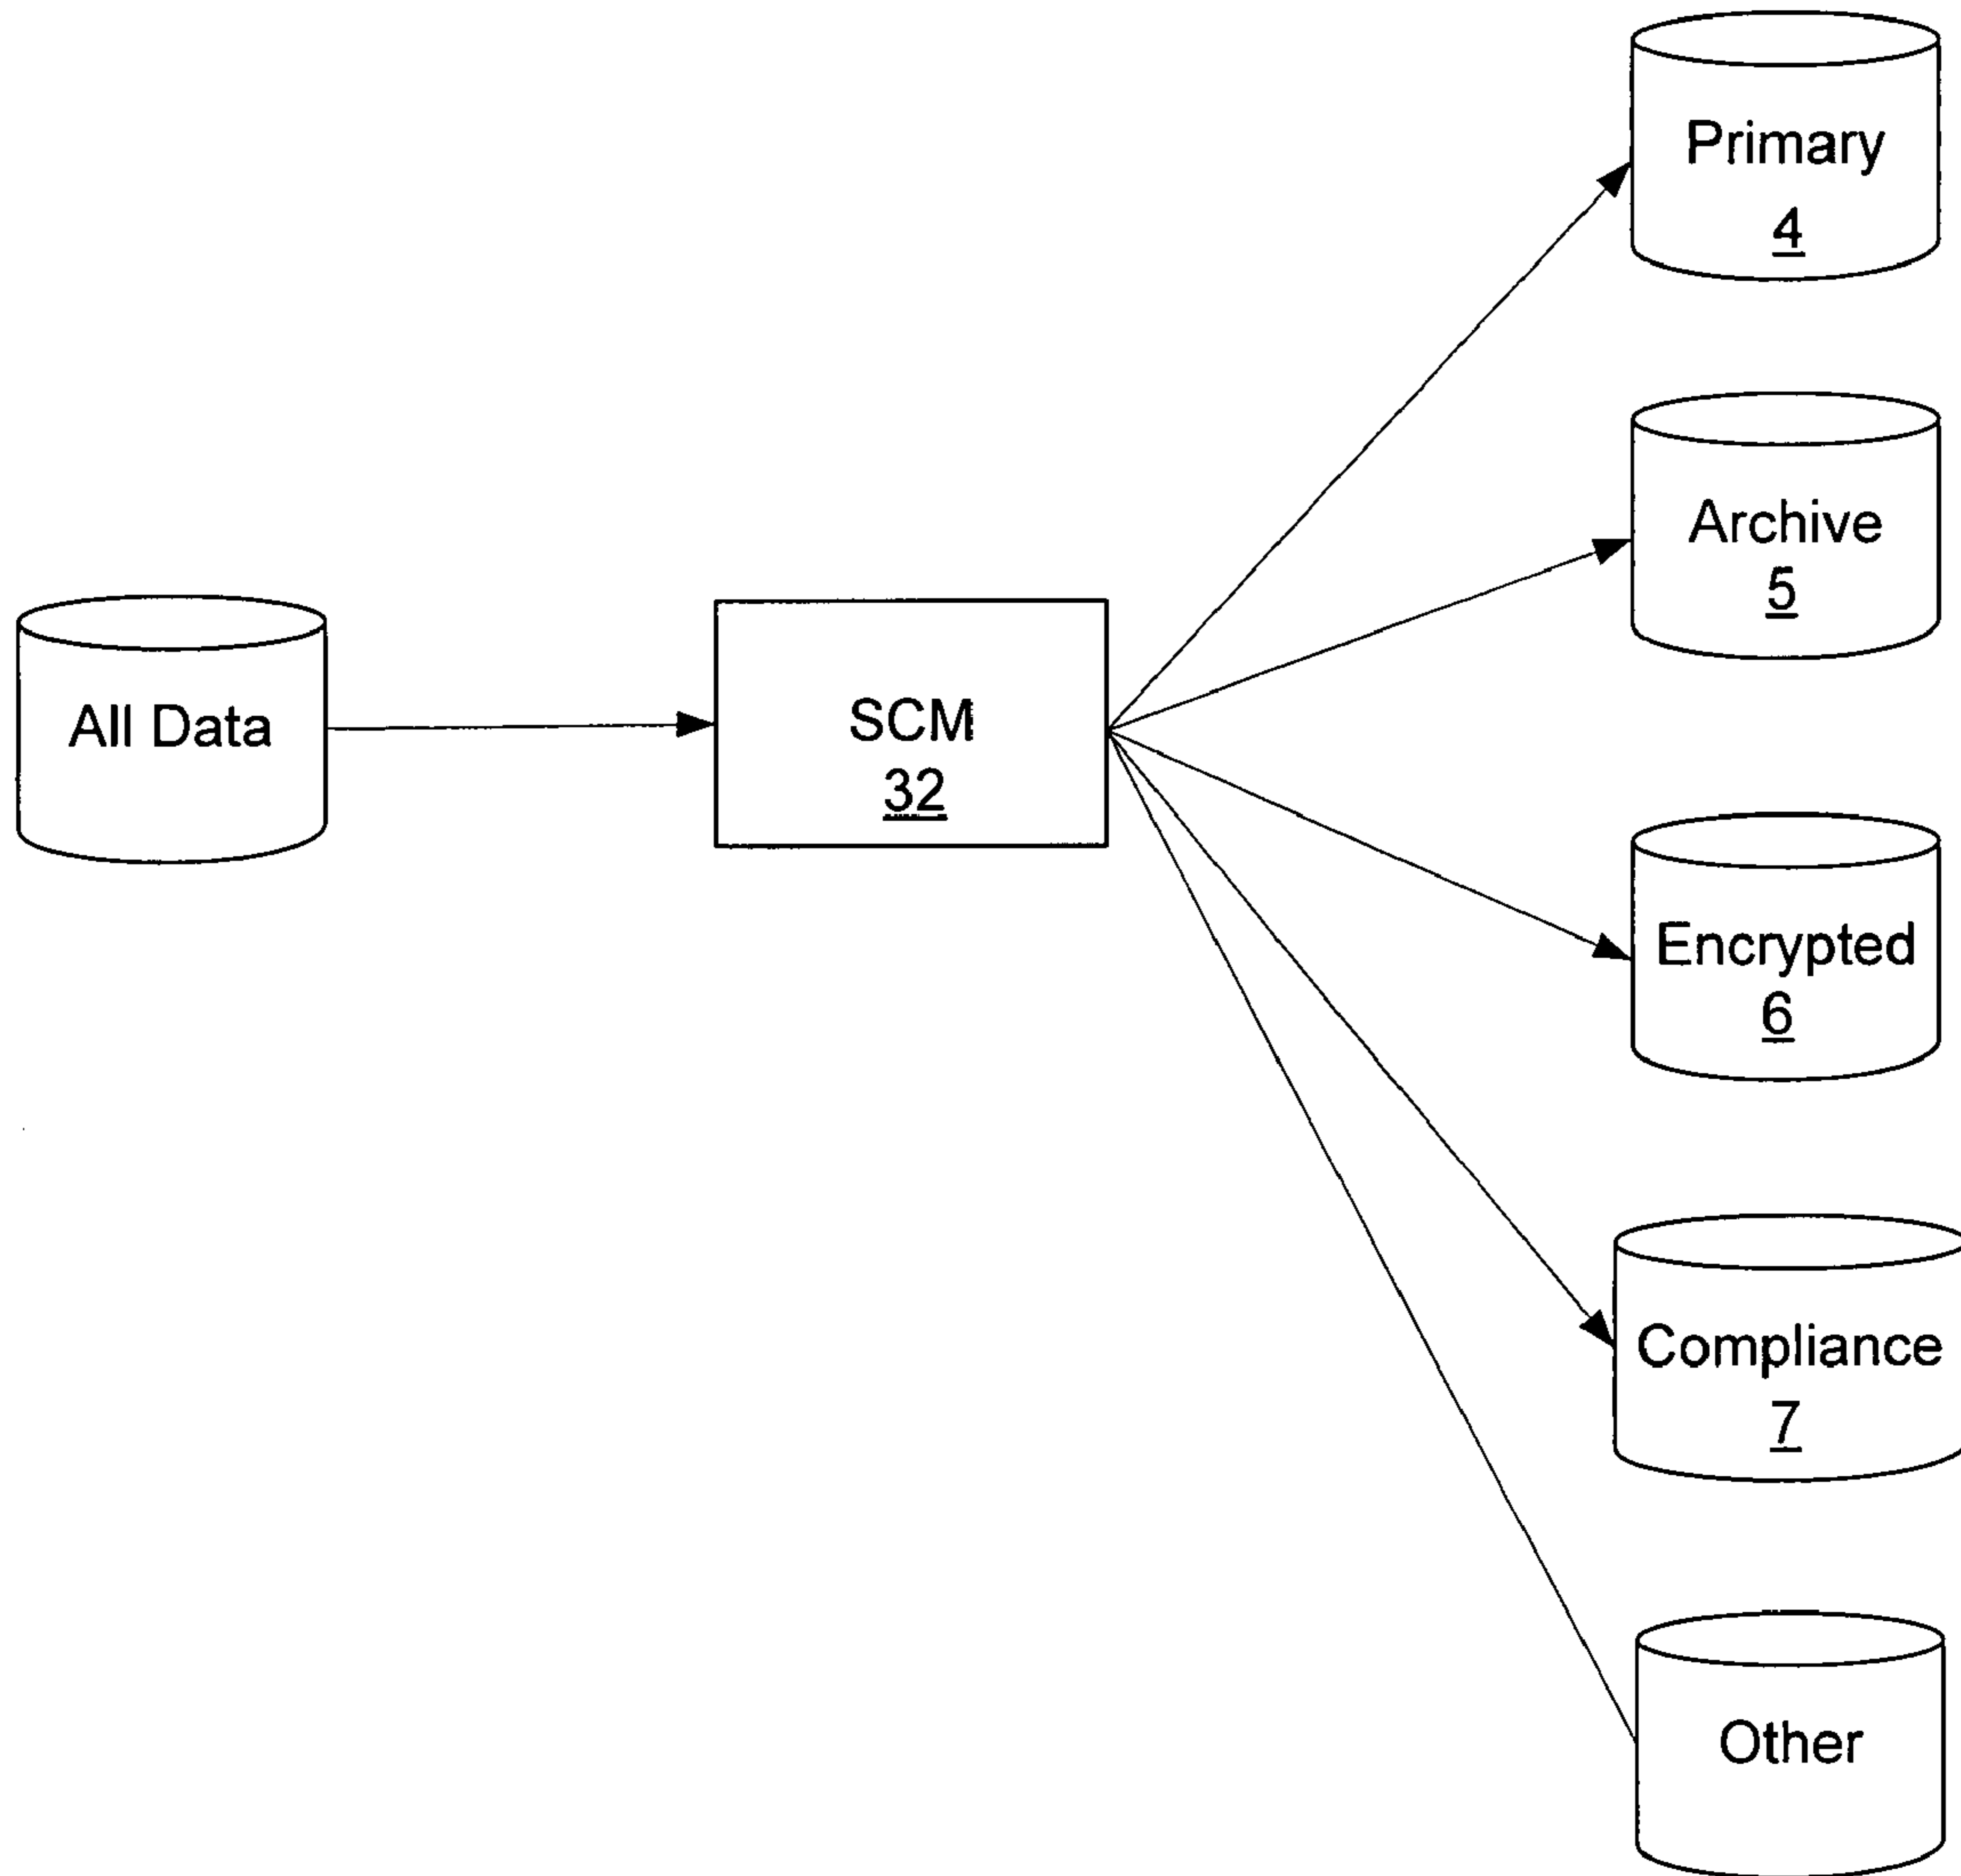 Primary
4
Archive
5
All Data
SCM
32
Encrypted
6
Compliance
7
Other